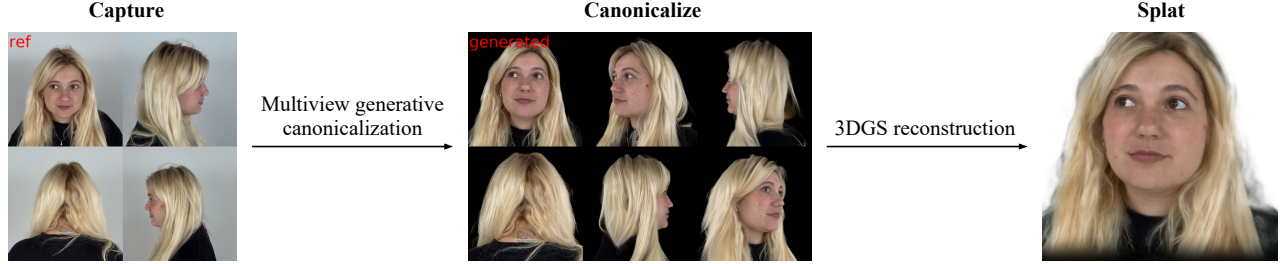 Capture
Canonicalize
Splat
ref
generated
Multiview generative
canonicalization
3DGS reconstruction